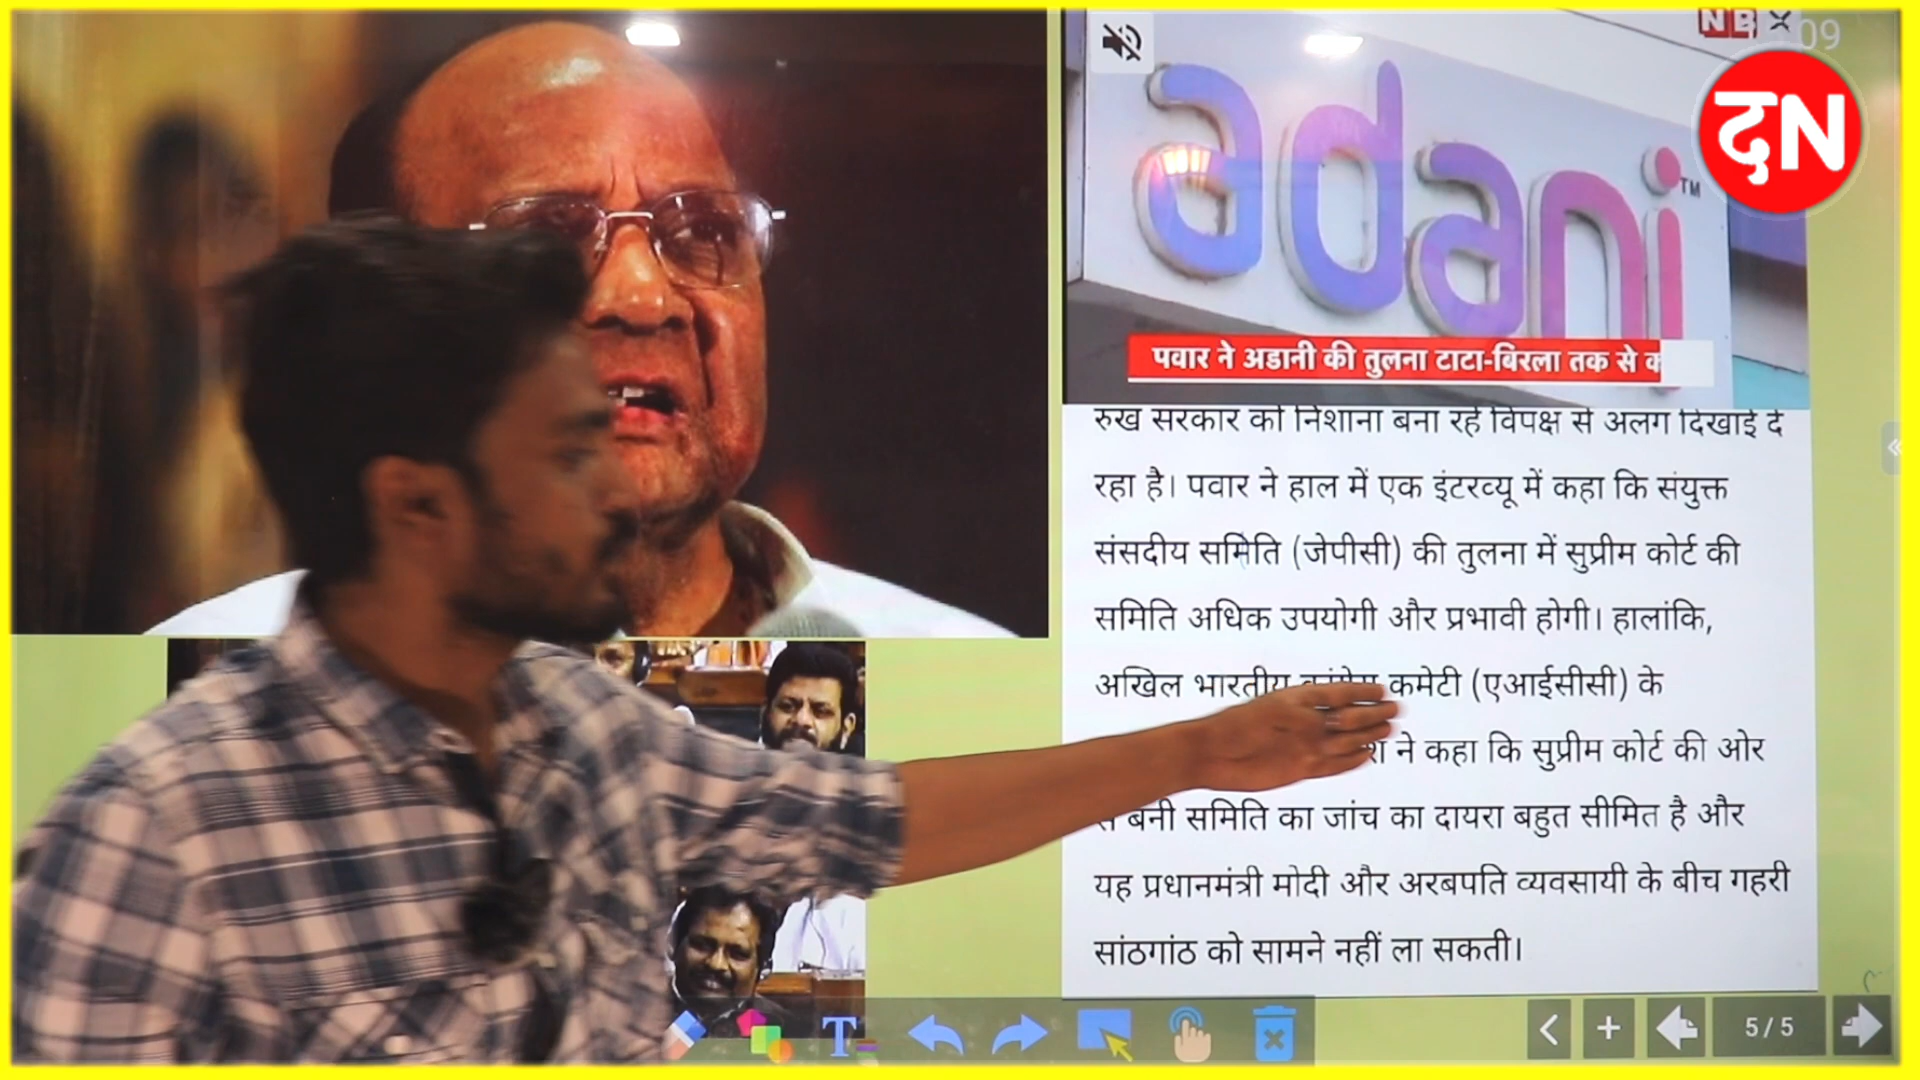 NB
09
दN
adani
TM
पवार ने अडानी की तुलना टाटा-बिरला तक से क
रुख सरकार को निशाना बना रहे विपक्ष से अलग दिखाई दे
रहा है। पवार ने हाल में एक इंटरव्यू में कहा कि संयुक्त
संसदीय समिति (जेपीसी) की तुलना में सुप्रीम कोर्ट की
समिति अधिक उपयोगी और प्रभावी होगी। हालांकि,
अखिल भारतीय कमेटी (एआईसीसी) के
ने कहा कि सुप्रीम कोर्ट की ओर
बनी समिति का जांच का दायरा बहुत सीमित है और
यह प्रधानमंत्री मोदी और अरबपति व्यवसायी के बीच गहरी
सांठगांठ को सामने नहीं ला सकती।
T
5/5